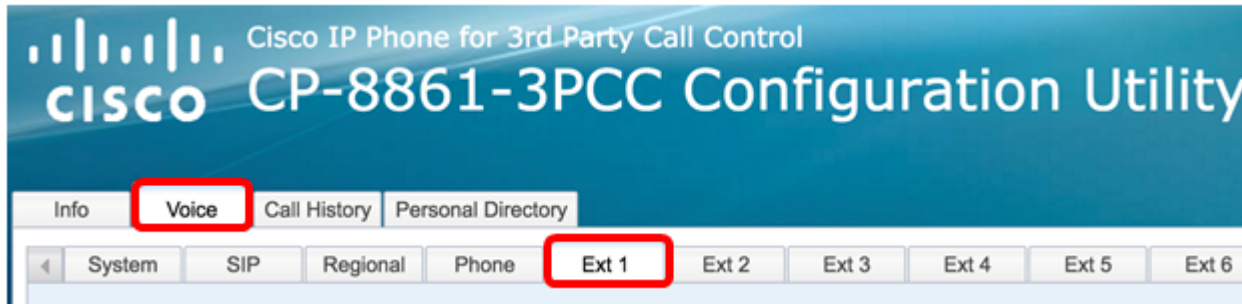 Cisco IP Phone for 3rd Party Call Control
CISCO CP-8861-3PCC Configuration Utility
Info Voice Call History Personal Directory
System SIP Regional Phone Ext 1 Ext 2 Ext 3 Ext 4 Ext 5 Ext 6